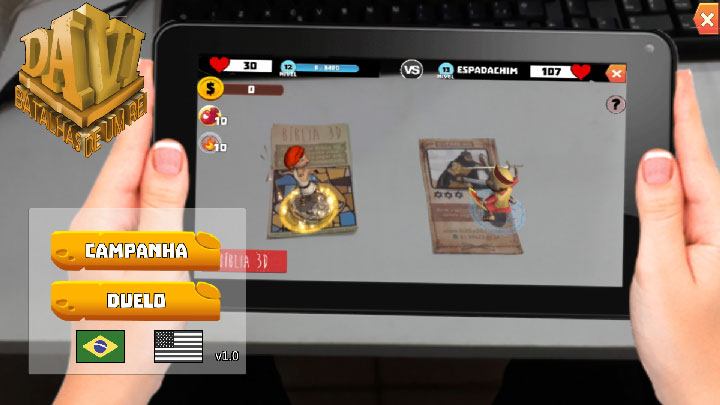 DAVI
BATALHAS
DE UM REI
30
12
NÍVEL
VS
13
NÍVEL
ESPADACHIM
107
X
$
0
?
10
10
BÍBLIA 3D
BÍBLIA 3D
CAMPANHA
DUELO
v1.0
X